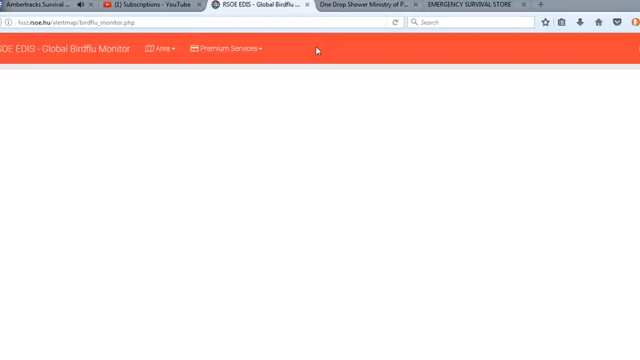 Ambertracks Survival ...
(1) Subscriptions - YouTube
RSOE EDIS - Global Birdflu ...
One Drop Shower Ministry of P...
EMERGENCY SURVIVAL STORE
hisz.rsoe.hu/alertmap/birdflu_monitor.php
Search
RSOE EDIS - Global Birdflu Monitor
Area
Premium Services